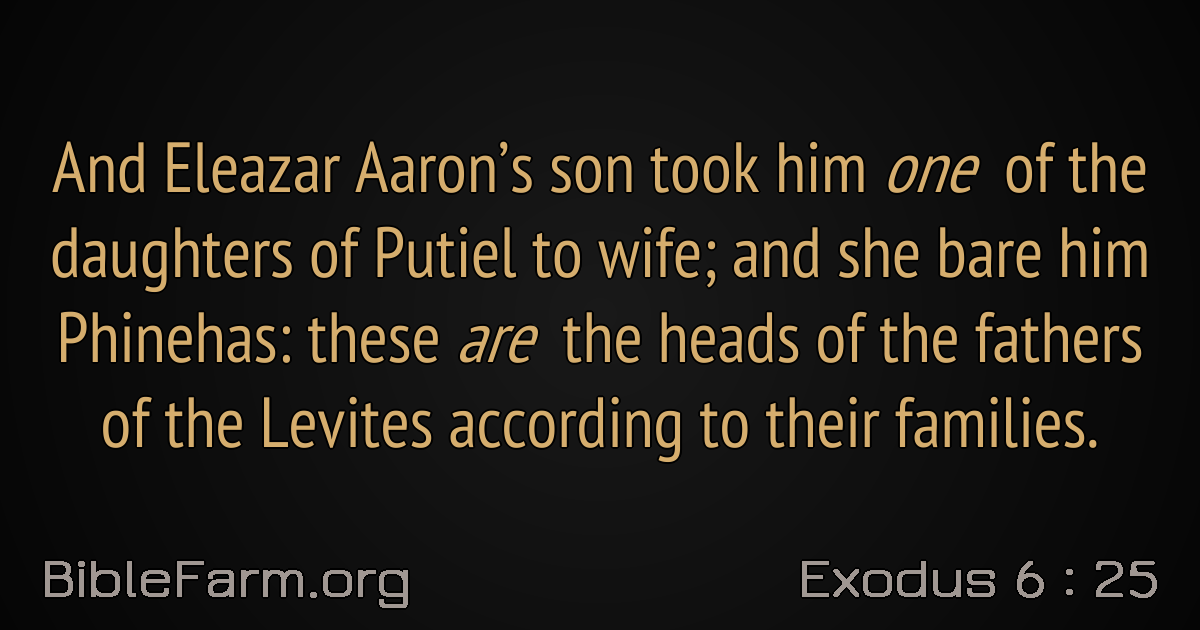 And Eleazar Aaron’s son took him one of the
daughters of Putiel to wife; and she bare him
Phinehas: these are the heads of the fathers
of the Levites according to their families.
BibleFarm.org
Exodus 6 : 25